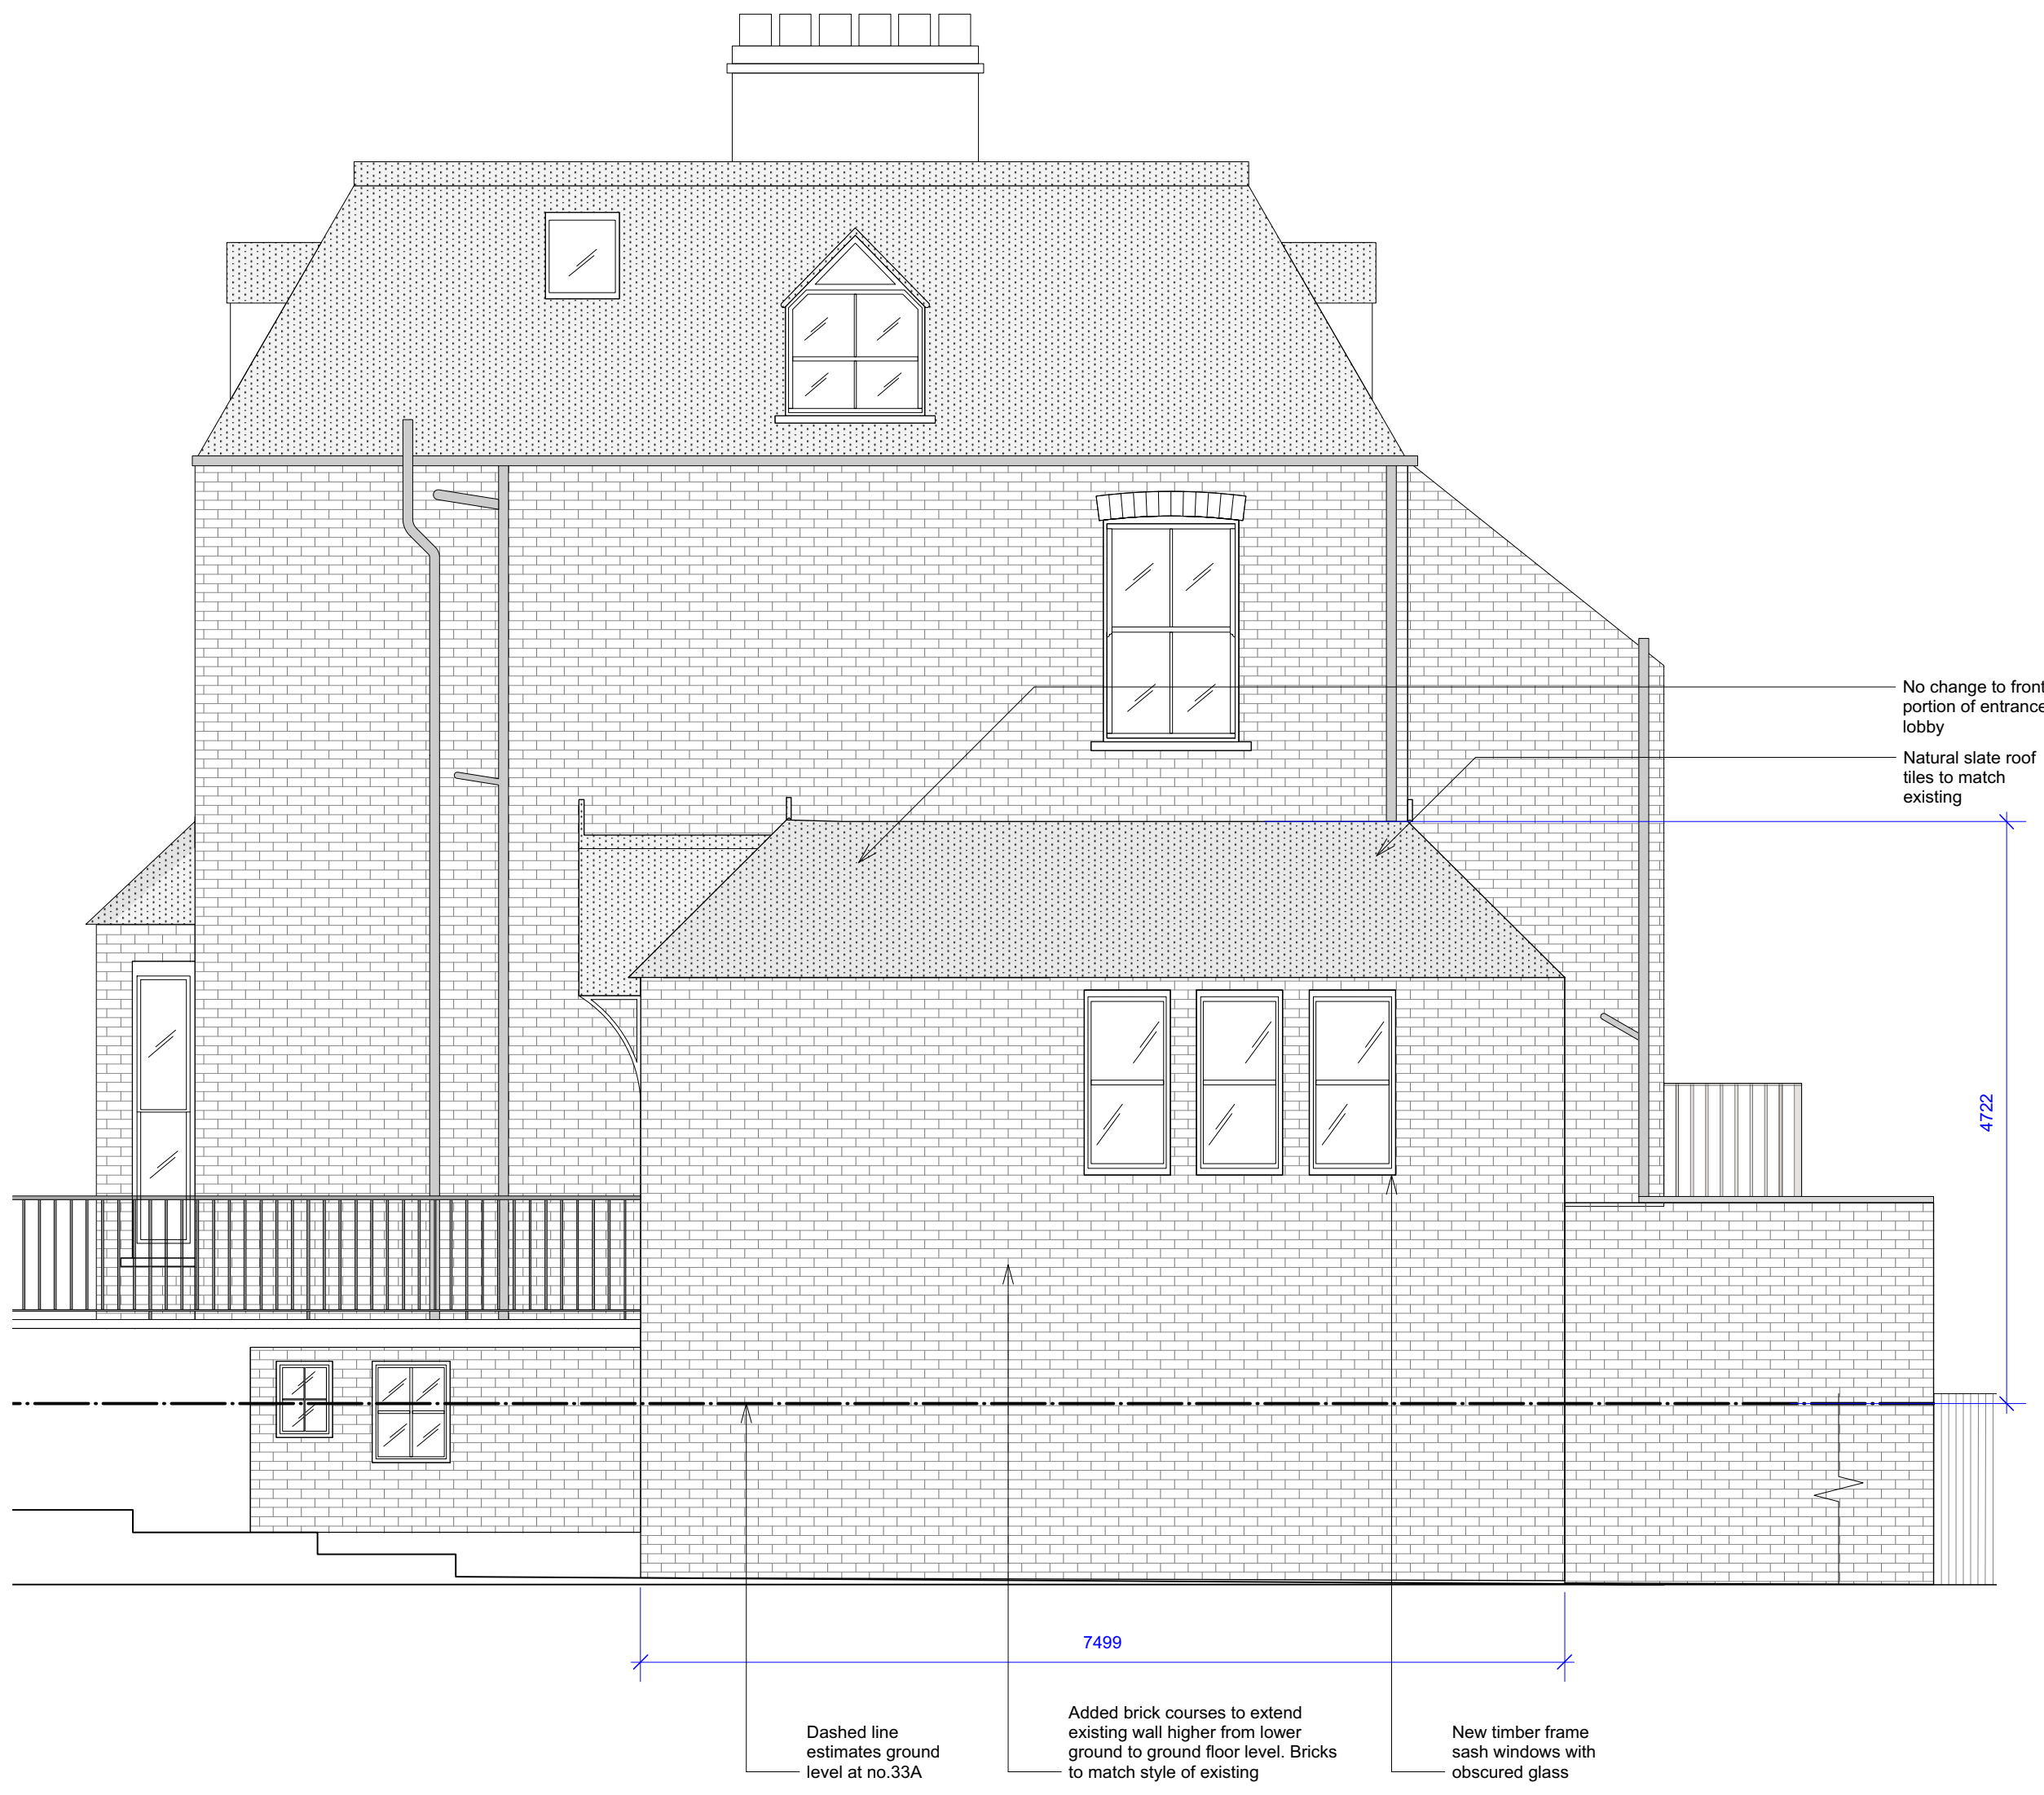 No change to front
portion of entrance
lobby
Natural slate roof
tiles to match
existing
4722
7499
Dashed line
estimates ground
level at no.33A
Added brick courses to extend
existing wall higher from lower
ground to ground floor level. Bricks
to match style of existing
New timber frame
sash windows with
obscured glass